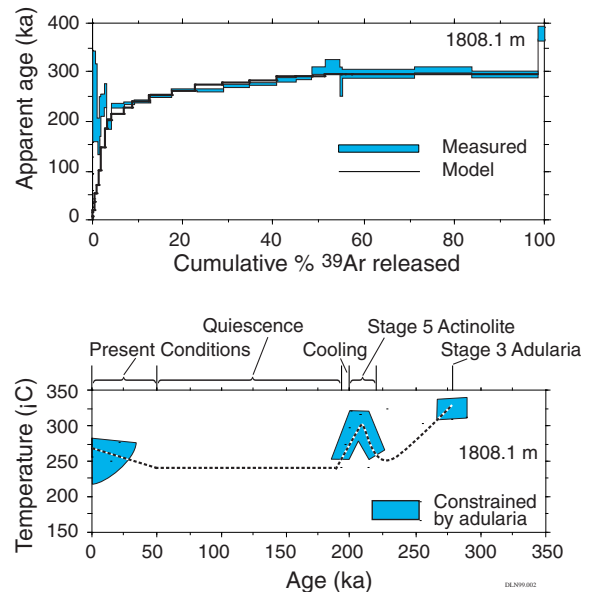 400
300
200
100
0
Apparent age (ka)
1808.1 m
Measured
Model
0
20
40
60
80
100
Cumulative % 39Ar released
Quiescence
Stage 5 Actinolite
Present Conditions
Cooling
Stage 3 Adularia
350
300
250
200
150
Temperature (¡C)
1808.1 m
Constrained
by adularia
0
50
100
150
200
250
300
350
Age (ka)
DLN99.002